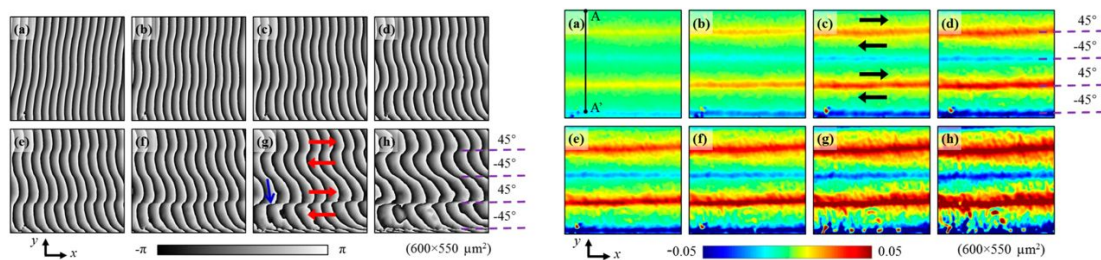 (a) (b) (c) (d)
(e) (f) (g) (h)
45°
-45°
45°
-45°
y
x
-π π (600×550 μm²)
(a) A (b) (c) (d)
A'
45°
-45°
45°
-45°
(e) (f) (g) (h)
y
x
-0.05 0.05 (600×550 μm²)